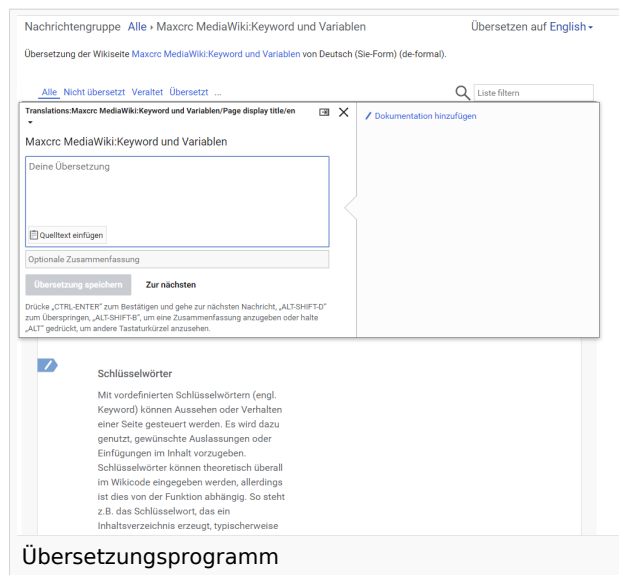 Nachrichtengruppe Alle › Maxcrc MediaWiki:Keyword und Variablen
Übersetzen auf English
Übersetzung der Wikiseite Maxcrc MediaWiki:Keyword und Variablen von Deutsch (Sie-Form) (de-formal).
Alle Nicht übersetzt Veraltet Übersetzt ...
Liste filtern
Translations:Maxcrc MediaWiki:Keyword und Variablen/Page display title/en
Dokumentation hinzufügen
Maxcrc MediaWiki:Keyword und Variablen
Deine Übersetzung
Quelltext einfügen
Optionale Zusammenfassung
Übersetzung speichern Zur nächsten
Drücke „CTRL-ENTER" zum Bestätigen und gehe zur nächsten Nachricht, „ALT-SHIFT-D"
zum Überspringen, „ALT-SHIFT-B", um eine Zusammenfassung anzugeben oder halte
„ALT" gedrückt, um andere Tastaturkürzel anzusehen.
Schlüsselwörter
Mit vordefinierten Schlüsselwörtern (engl.
Keyword) können Aussehen oder Verhalten
einer Seite gesteuert werden. Es wird dazu
genutzt, gewünschte Auslassungen oder
Einfügungen im Inhalt vorzugeben.
Schlüsselwörter können theoretisch überall
im Wikicode eingegeben werden, allerdings
ist dies von der Funktion abhängig. So steht
z.B. das Schlüsselwort, das ein
Inhaltsverzeichnis erzeugt, typischerweise
Übersetzungsprogramm